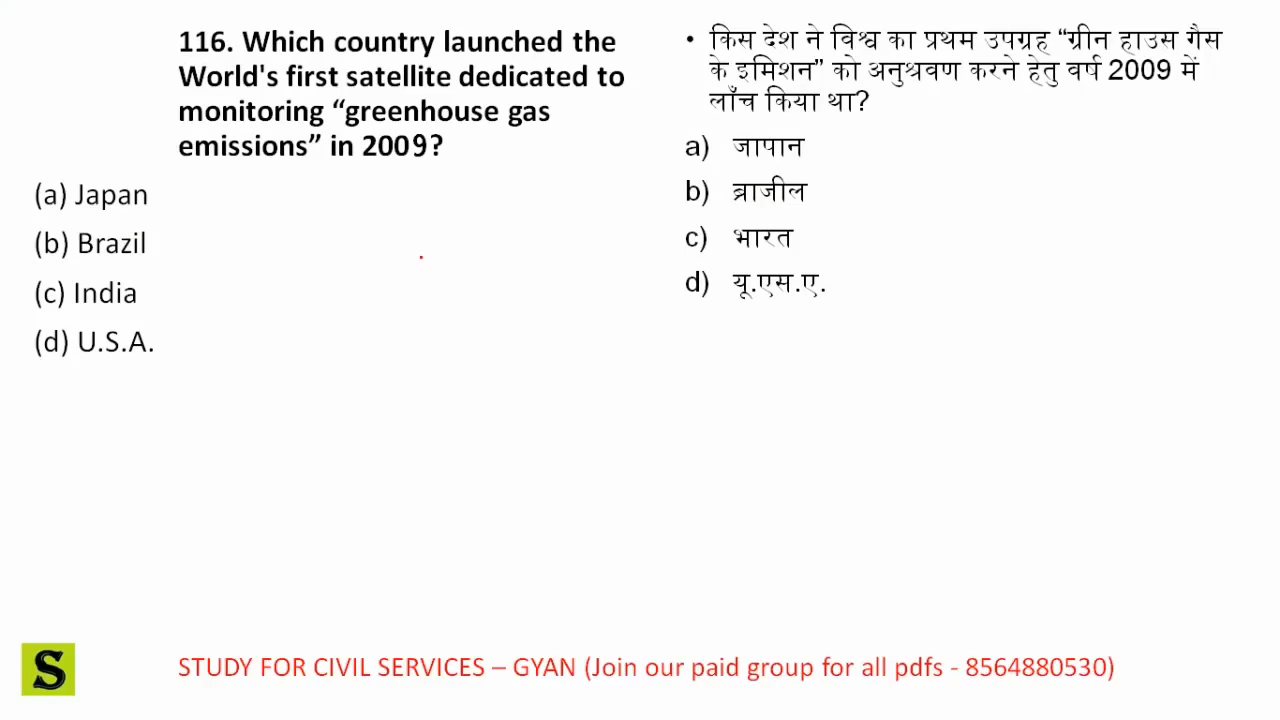 116. Which country launched the
World's first satellite dedicated to
monitoring “greenhouse gas
emissions” in 2009?
(a) Japan
(b) Brazil
(c) India
(d) U.S.A.
• किस देश ने विश्व का प्रथम उपग्रह “ग्रीन हाउस गैस
के इमिशन” को अनुश्रवण करने हेतु वर्ष 2009 में
लाँच किया था?
a) जापान
b) ब्राजील
c) भारत
d) यू.एस.ए.
S
STUDY FOR CIVIL SERVICES – GYAN (Join our paid group for all pdfs - 8564880530)